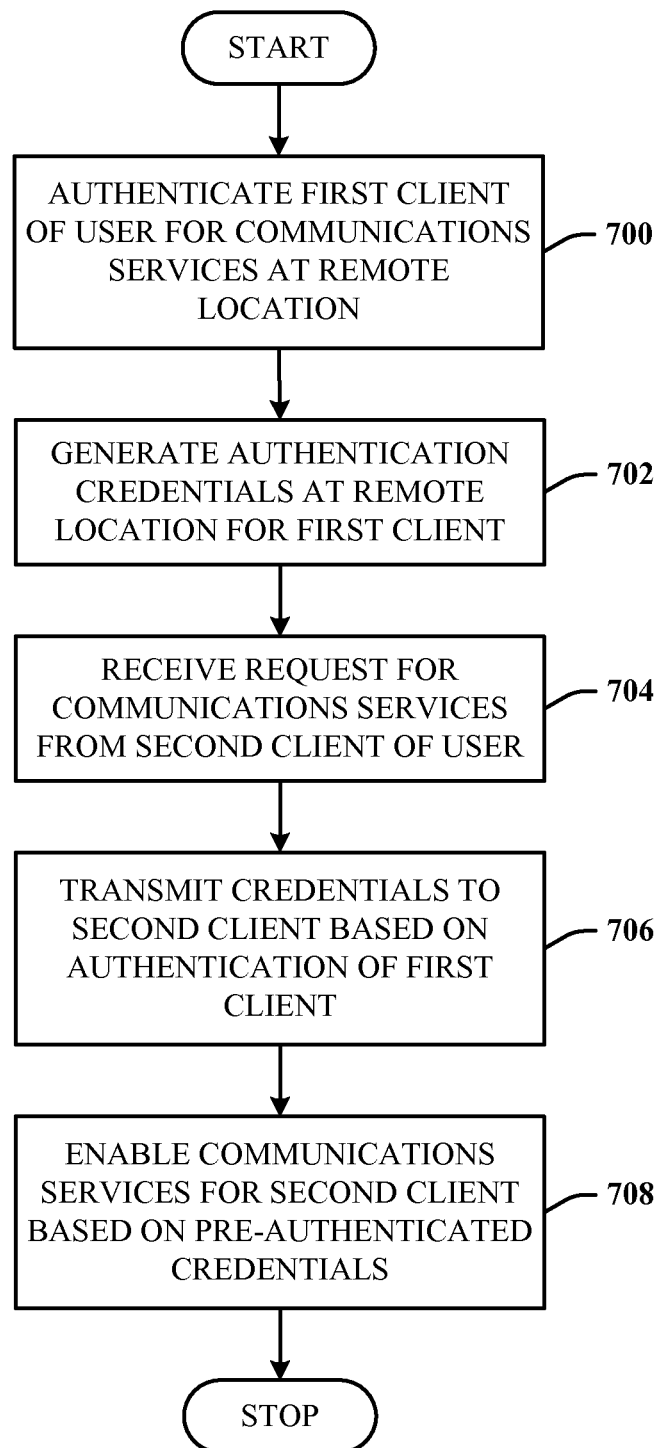 START
AUTHENTICATE FIRST CLIENT
OF USER FOR COMMUNICATIONS
SERVICES AT REMOTE
LOCATION
700
GENERATE AUTHENTICATION
CREDENTIALS AT REMOTE
LOCATION FOR FIRST CLIENT
702
RECEIVE REQUEST FOR
COMMUNICATIONS SERVICES
FROM SECOND CLIENT OF USER
704
TRANSMIT CREDENTIALS TO
SECOND CLIENT BASED ON
AUTHENTICATION OF FIRST
CLIENT
706
ENABLE COMMUNICATIONS
SERVICES FOR SECOND CLIENT
BASED ON PRE-AUTHENTICATED
CREDENTIALS
708
STOP